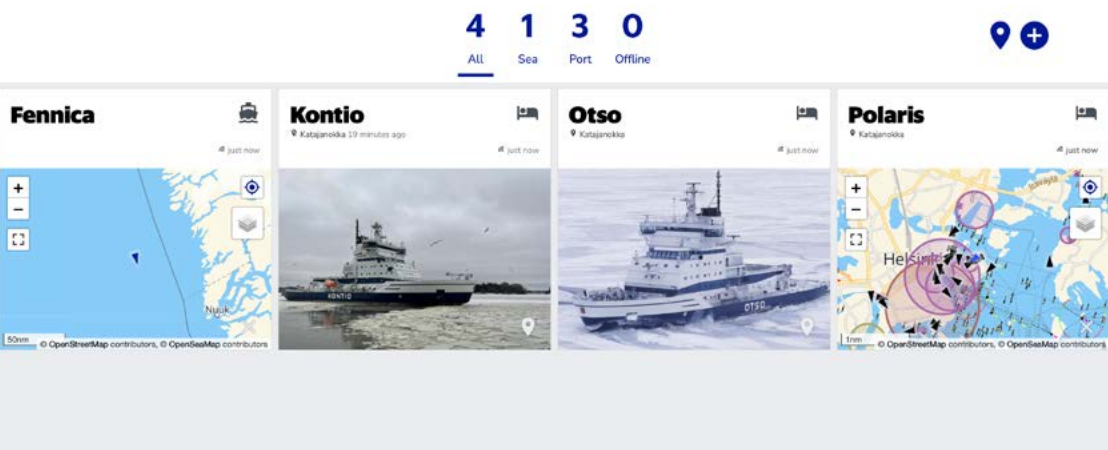 4 1 3 0
All Sea Port Offline
Fennica
just now
Kontio
Katajanokka 19 minutes ago
just now
Otso
Katajanokka
just now
Polaris
Katajanokka
just now
+
−
Nuuk
50nm
© OpenStreetMap contributors, © OpenSeaMap contributors
KONTIO
OTSO
+
−
Itäväylä
Helsinki
1nm
© OpenStreetMap contributors, © OpenSeaMap contributors